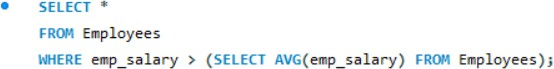 SELECT *
FROM Employees
WHERE emp_salary > (SELECT AVG(emp_salary) FROM Employees);